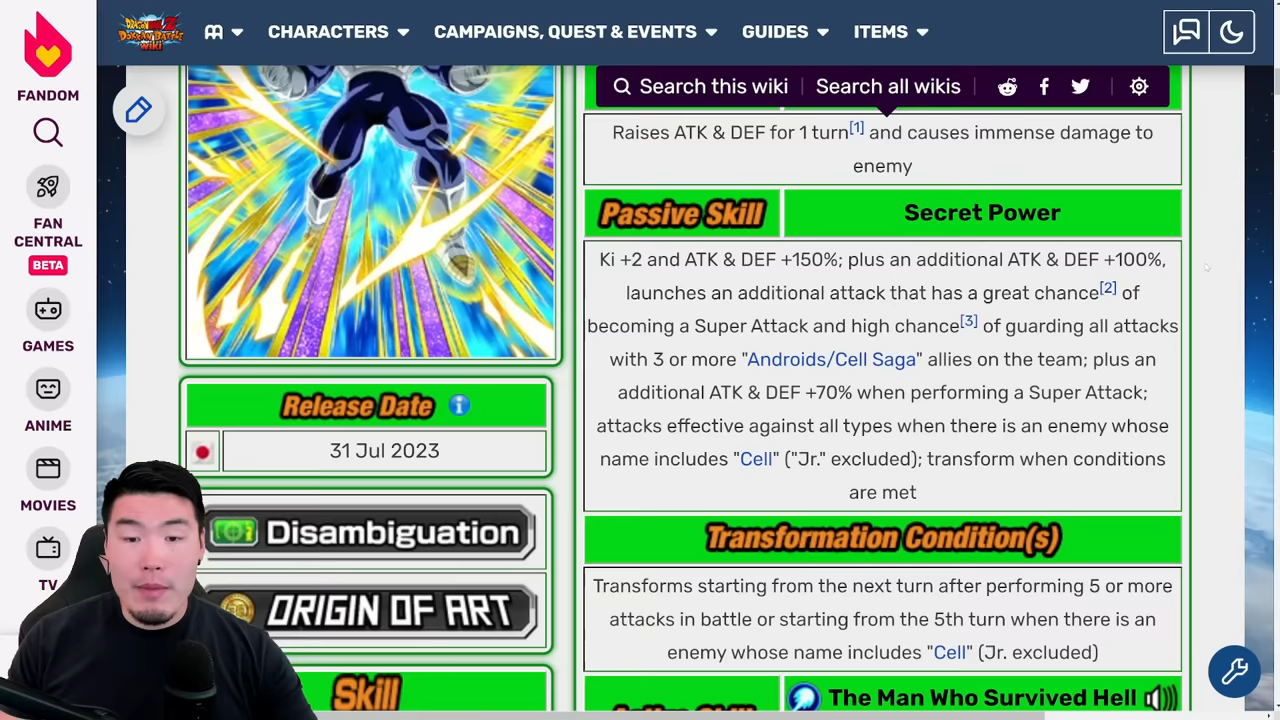 FANDOM
FAN
CENTRAL
BETA
GAMES
ANIME
MOVIES
TV
DRAGON BALL Z
DOKKAN BATTLE
WIKI
CHARACTERS
CAMPAIGNS, QUEST & EVENTS
GUIDES
ITEMS
Search this wiki
Search all wikis
Raises ATK & DEF for 1 turn[1] and causes immense damage to
enemy
Passive Skill
Secret Power
Ki +2 and ATK & DEF +150%; plus an additional ATK & DEF +100%,
launches an additional attack that has a great chance[2] of
becoming a Super Attack and high chance[3] of guarding all attacks
with 3 or more "Androids/Cell Saga" allies on the team; plus an
additional ATK & DEF +70% when performing a Super Attack;
attacks effective against all types when there is an enemy whose
name includes "Cell" ("Jr." excluded); transform when conditions
are met
Transformation Condition(s)
Transforms starting from the next turn after performing 5 or more
attacks in battle or starting from the 5th turn when there is an
enemy whose name includes "Cell" (Jr. excluded)
The Man Who Survived Hell
Release Date
31 Jul 2023
Disambiguation
ORIGIN OF ART
Skill